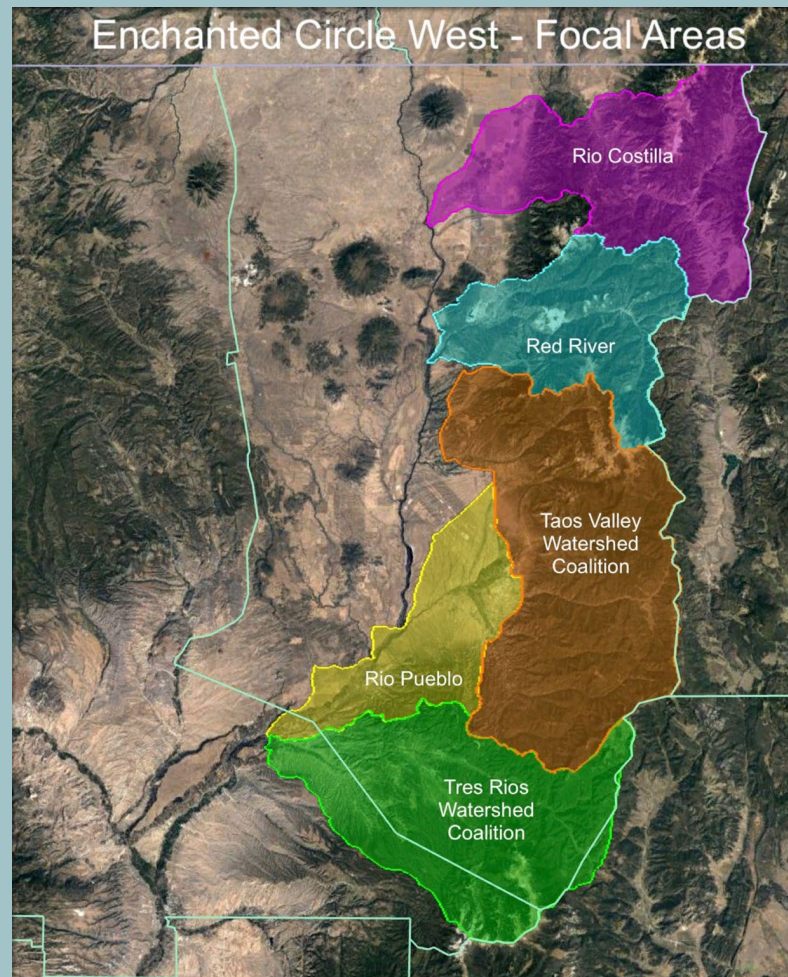 Enchanted Circle West - Focal Areas
Rio Costilla
Red River
Taos Valley
Watershed
Coalition
Rio Pueblo
Tres Rios
Watershed
Coalition